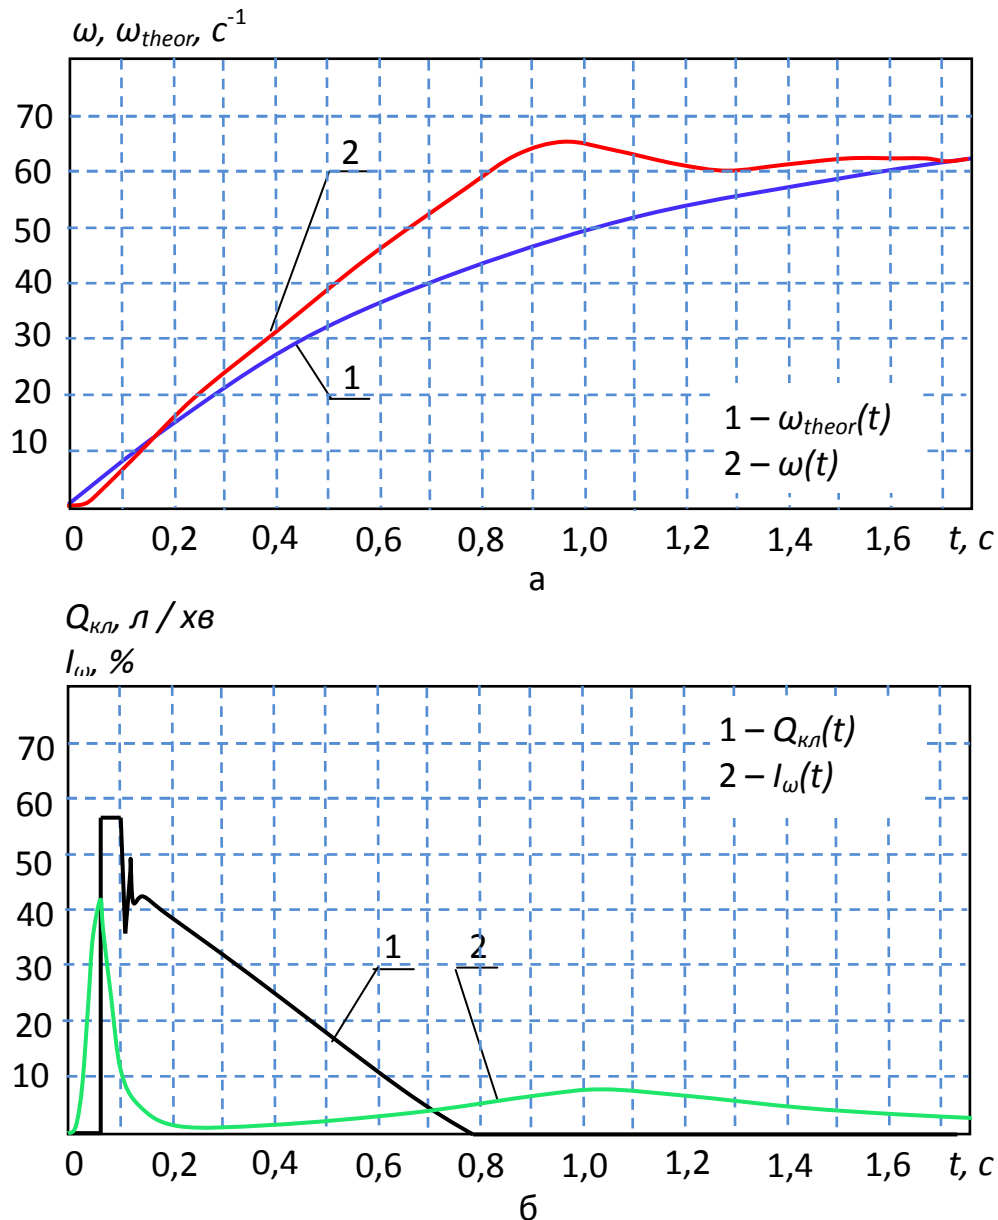 ω, ω_theor, c⁻¹
70
2
60
50
40
30
1
20
1 – ω_theor(t)
10
2 – ω(t)
0 0,2 0,4 0,6 0,8 1,0 1,2 1,4 1,6 t, c
а
Q_кл, л / хв
I_ω, %
1 – Q_кл(t)
70
2 – I_ω(t)
60
50
40
1 2
30
20
10
0 0,2 0,4 0,6 0,8 1,0 1,2 1,4 1,6 t, c
б